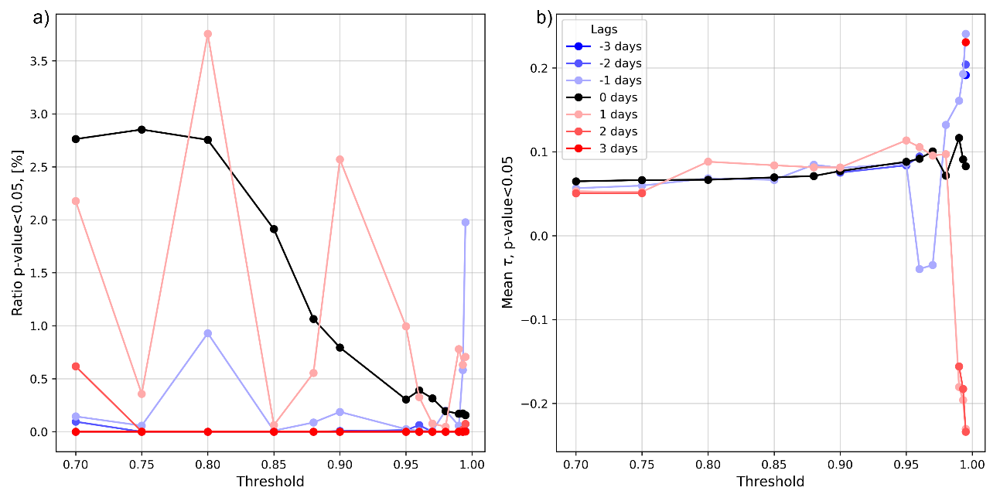 a)
3.5
3.0
2.5
2.0
1.5
1.0
0.5
0.0
Ratio p-value<0.05, [%]
0.70 0.75 0.80 0.85 0.90 0.95 1.00
Threshold
b)
Lags
-3 days
-2 days
-1 days
0 days
1 days
2 days
3 days
0.2
0.1
0.0
−0.1
−0.2
Mean τ, p-value<0.05
0.70 0.75 0.80 0.85 0.90 0.95 1.00
Threshold